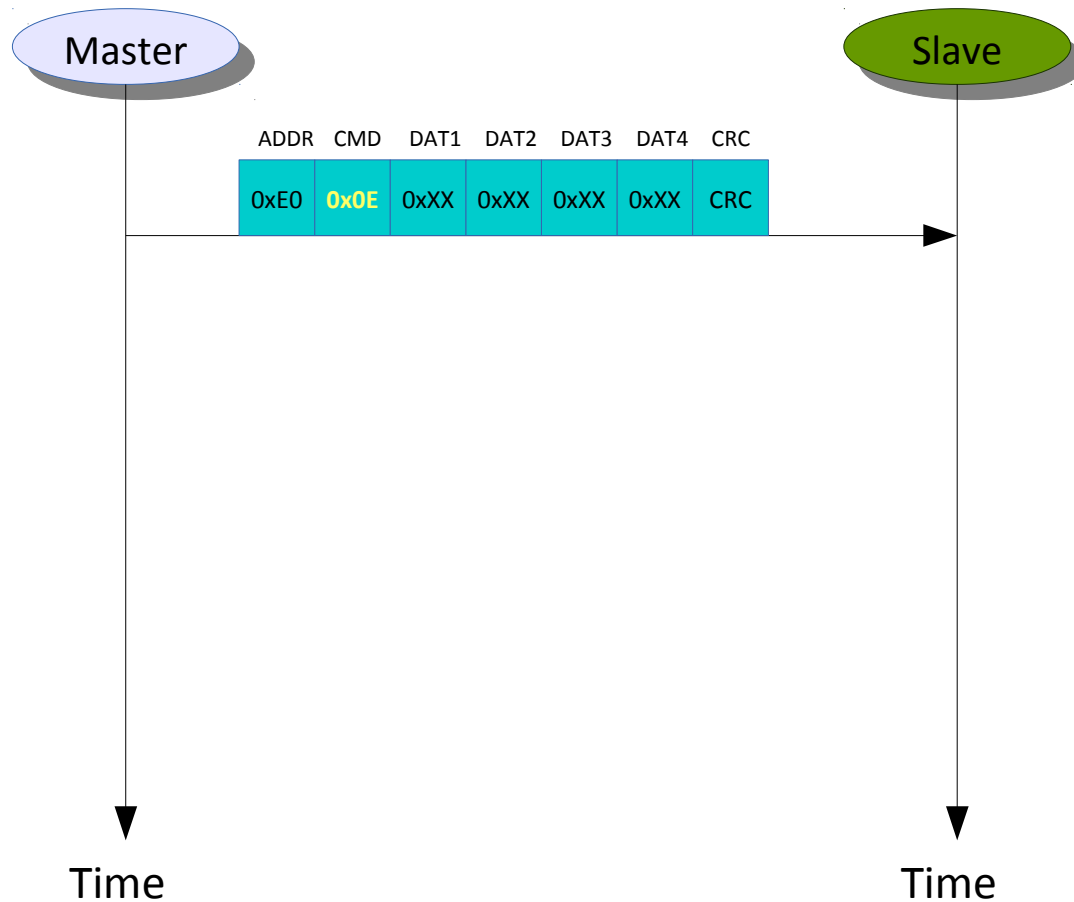 Master Slave
ADDR CMD DAT1 DAT2 DAT3 DAT4 CRC
0xE0 0x0E 0xXX 0xXX 0xXX 0xXX CRC
Time Time